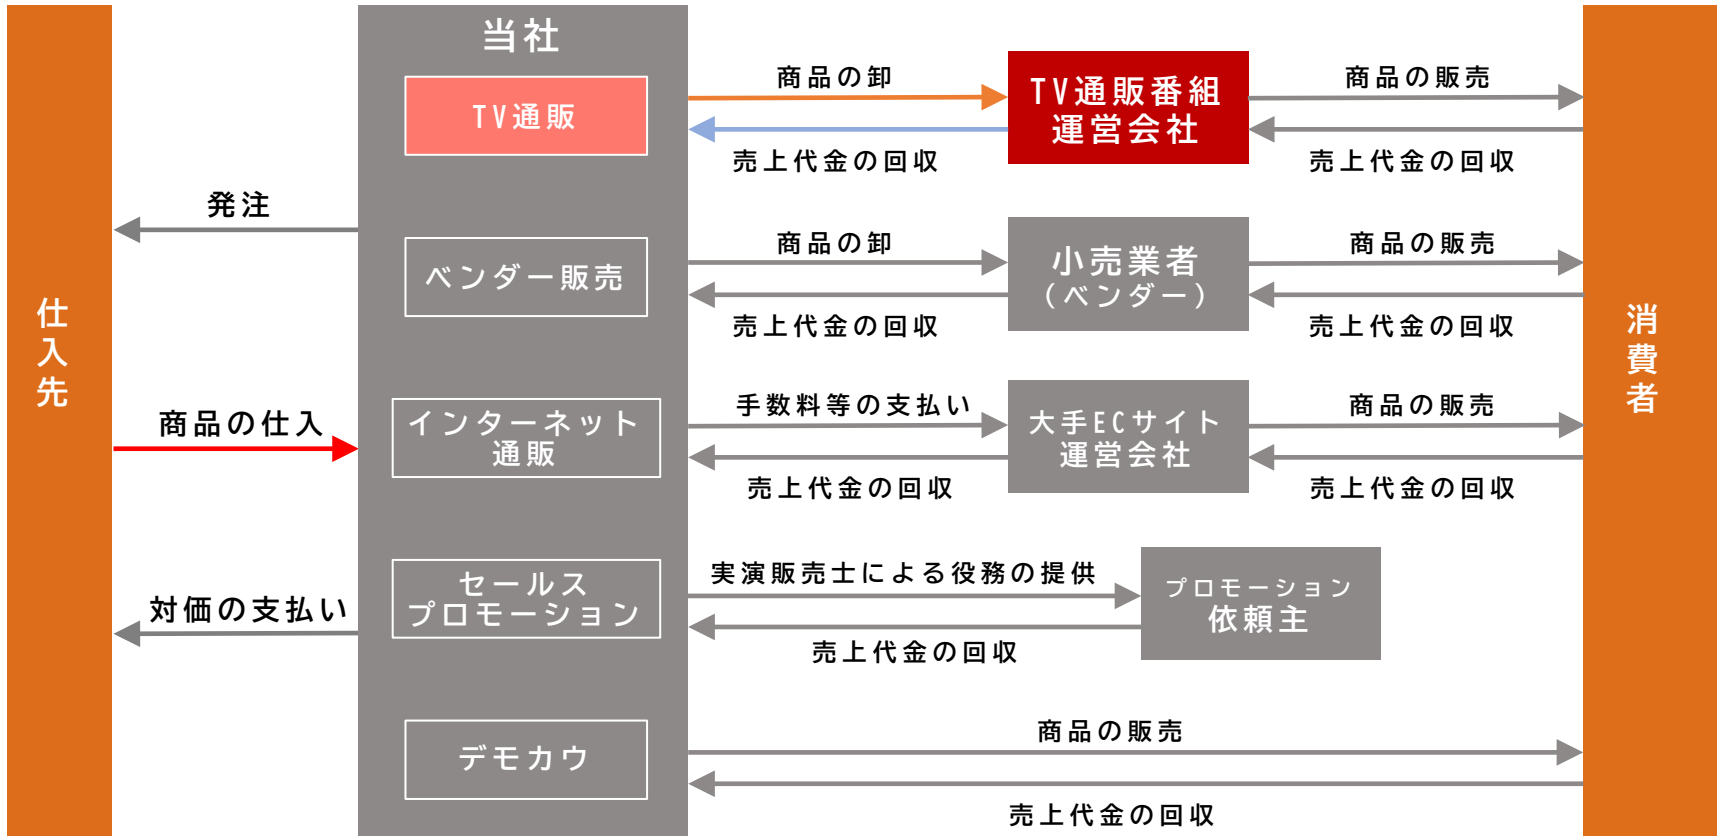 当社
TV通販
商品の卸
売上代金の回収
TV通販番組
運営会社
商品の販売
売上代金の回収
発注
ベンダー販売
商品の卸
売上代金の回収
小売業者
(ベンダー)
商品の販売
売上代金の回収
仕入先
消費者
商品の仕入
インターネット
通販
手数料等の支払い
売上代金の回収
大手ECサイト
運営会社
商品の販売
売上代金の回収
対価の支払い
セールス
プロモーション
実演販売士による役務の提供
売上代金の回収
プロモーション
依頼主
デモカウ
商品の販売
売上代金の回収